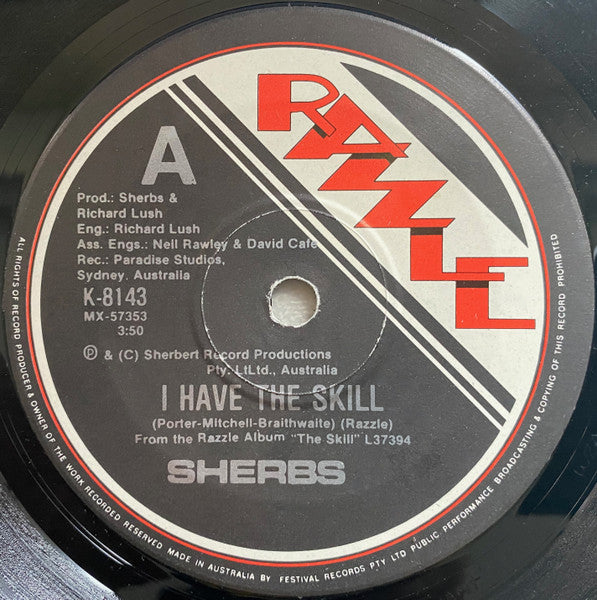 RAZZLE
A
Prod.: Sherbs &
Richard Lush
Eng.: Richard Lush
Ass. Engs.: Neil Rawley & David Cafe
Rec.: Paradise Studios,
Sydney. Australia
K-8143
MX-57353
3:50
Ⓟ & (C) Sherbert Record Productions
Pty. LtLtd., Australia
I HAVE THE SKILL
(Porter-Mitchell-Braithwaite) (Razzle)
From the Razzle Album "The Skill" L37394
SHERBS
ALL RIGHTS OF RECORD PRODUCER & OWNER OF THE WORK RECORDED RESERVED MADE IN AUSTRALIA BY FESTIVAL RECORDS PTY LTD PUBLIC PERFORMANCE BROADCASTING & COPYING OF THIS RECORD PROHIBITED